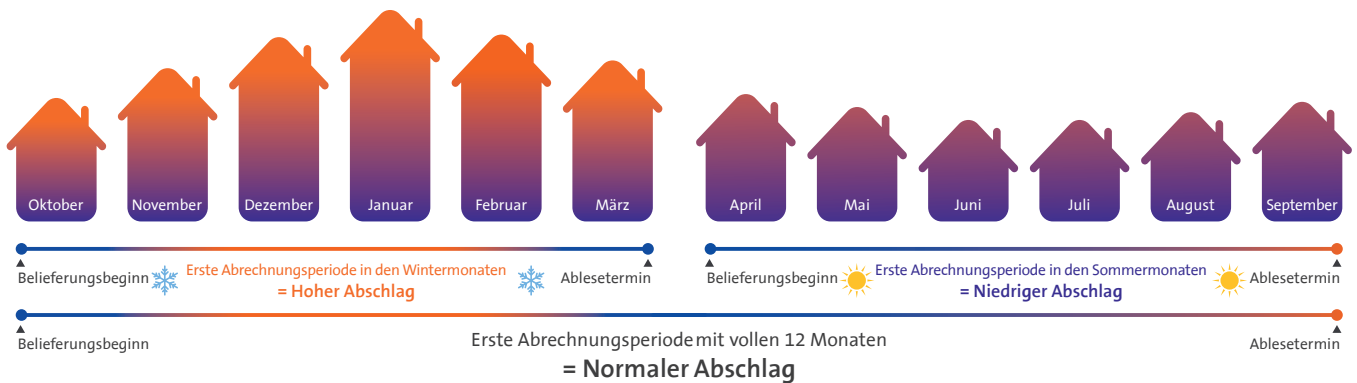 Oktober
November
Dezember
Januar
Februar
März
April
Mai
Juni
Juli
August
September
Belieferungsbeginn
Erste Abrechnungsperiode in den Wintermonaten
= Hoher Abschlag
Ablesetermin
Belieferungsbeginn
Erste Abrechnungsperiode in den Sommermonaten
= Niedriger Abschlag
Ablesetermin
Belieferungsbeginn
Erste Abrechnungsperiode mit vollen 12 Monaten
= Normaler Abschlag
Ablesetermin